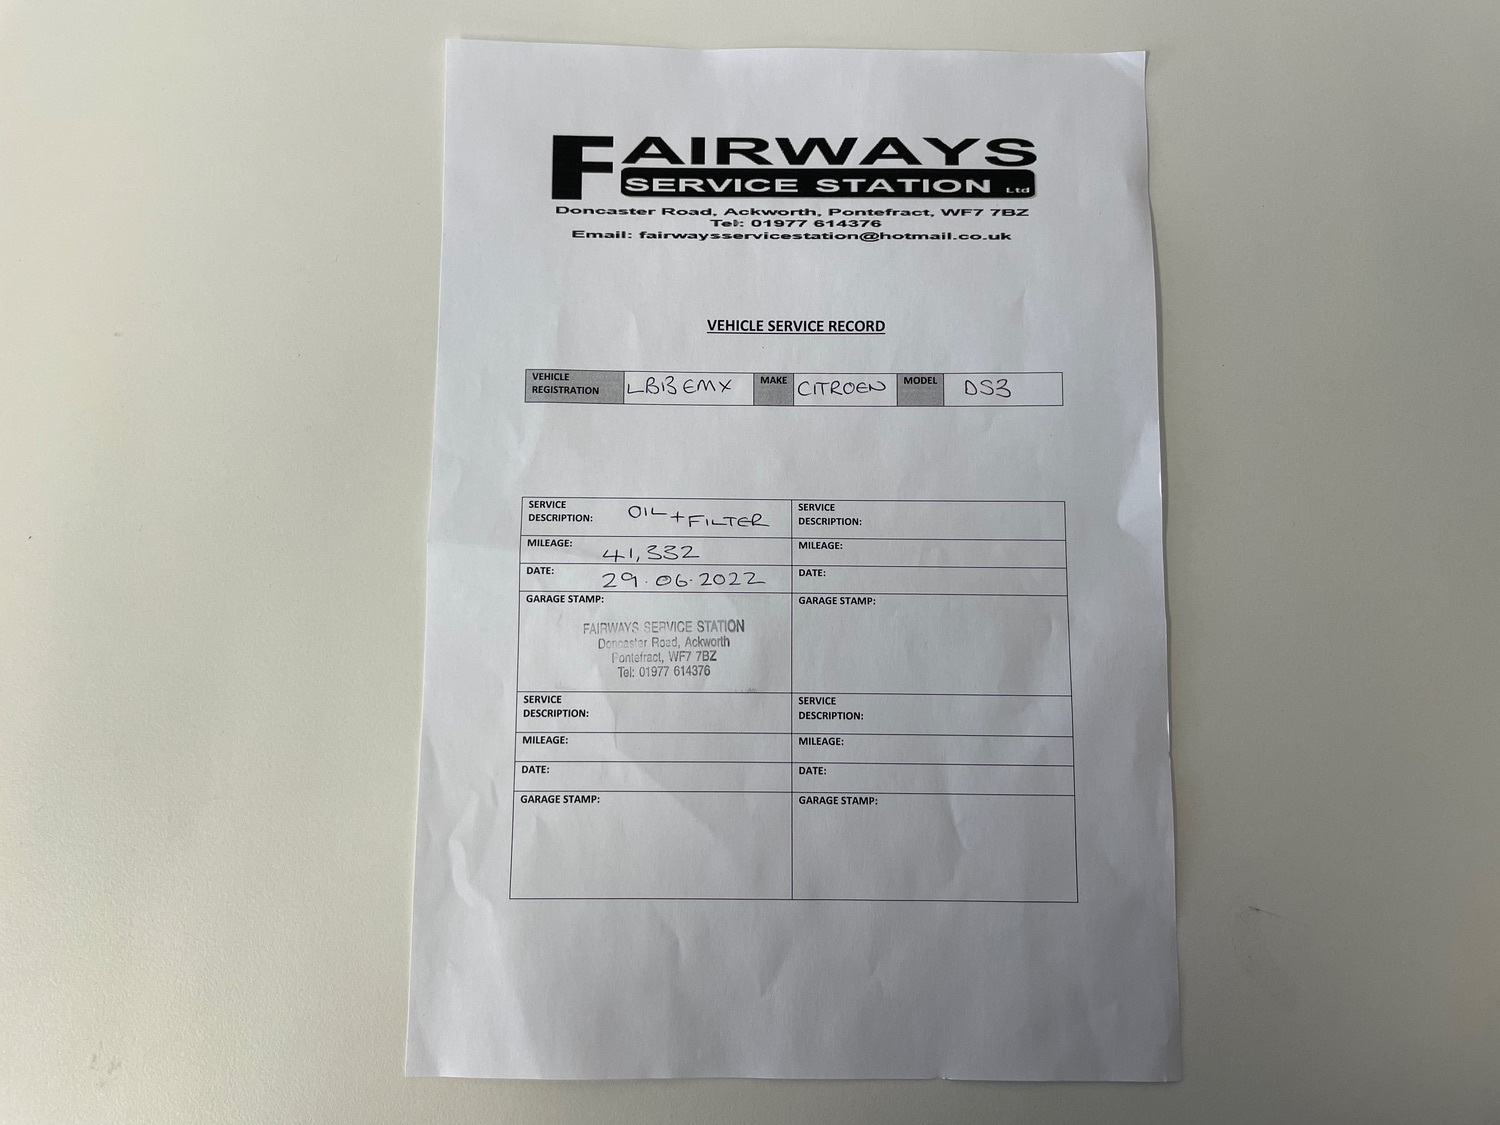 FAIRWAYS
SERVICE STATION Ltd
Doncaster Road, Ackworth, Pontefract, WF7 7BZ
Tel: 01977 614376
Email: fairwaysservicestation@hotmail.co.uk
VEHICLE SERVICE RECORD
VEHICLE REGISTRATION LB13 EMX MAKE CITROEN MODEL DS3
SERVICE DESCRIPTION: OIL + FILTER
MILEAGE: 41,332
DATE: 29.06.2022
GARAGE STAMP:
FAIRWAYS SERVICE STATION
Doncaster Road, Ackworth
Pontefract, WF7 7BZ
Tel: 01977 614376
SERVICE DESCRIPTION:
MILEAGE:
DATE:
GARAGE STAMP:
SERVICE DESCRIPTION:
MILEAGE:
DATE:
GARAGE STAMP:
SERVICE DESCRIPTION:
MILEAGE:
DATE:
GARAGE STAMP: